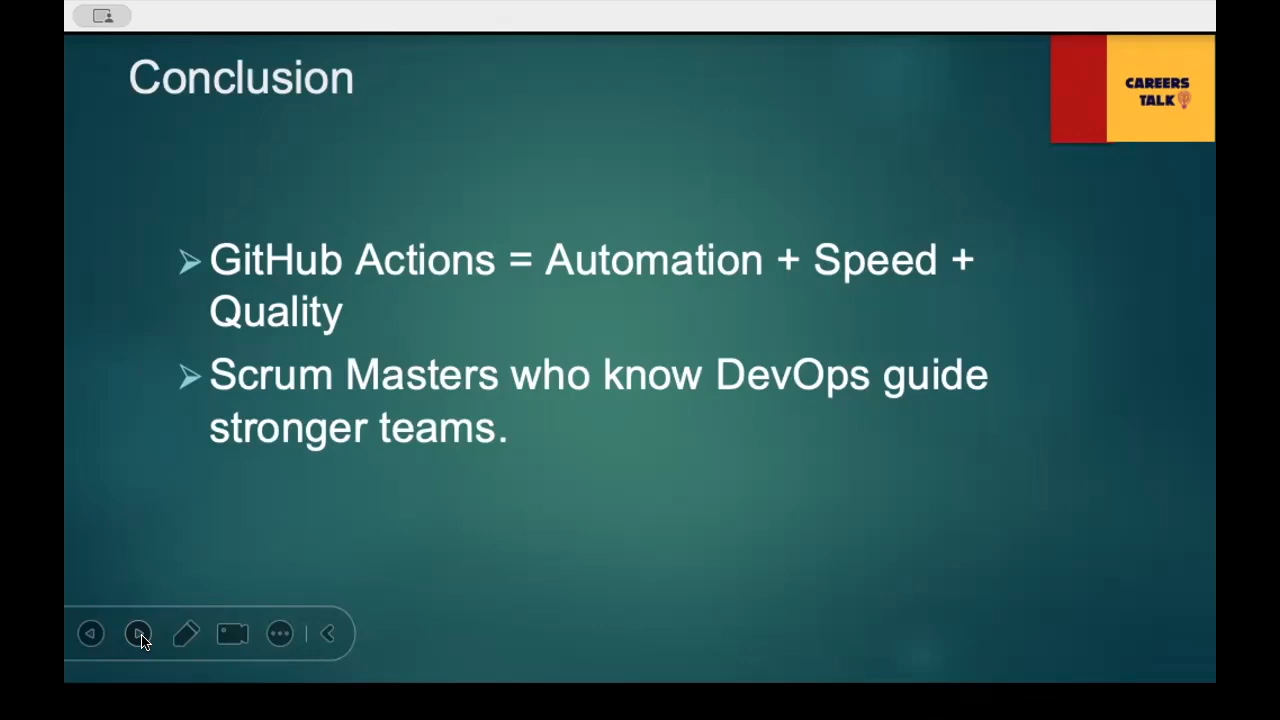 Conclusion
CAREERS
TALK
GitHub Actions = Automation + Speed +
Quality
Scrum Masters who know DevOps guide
stronger teams.